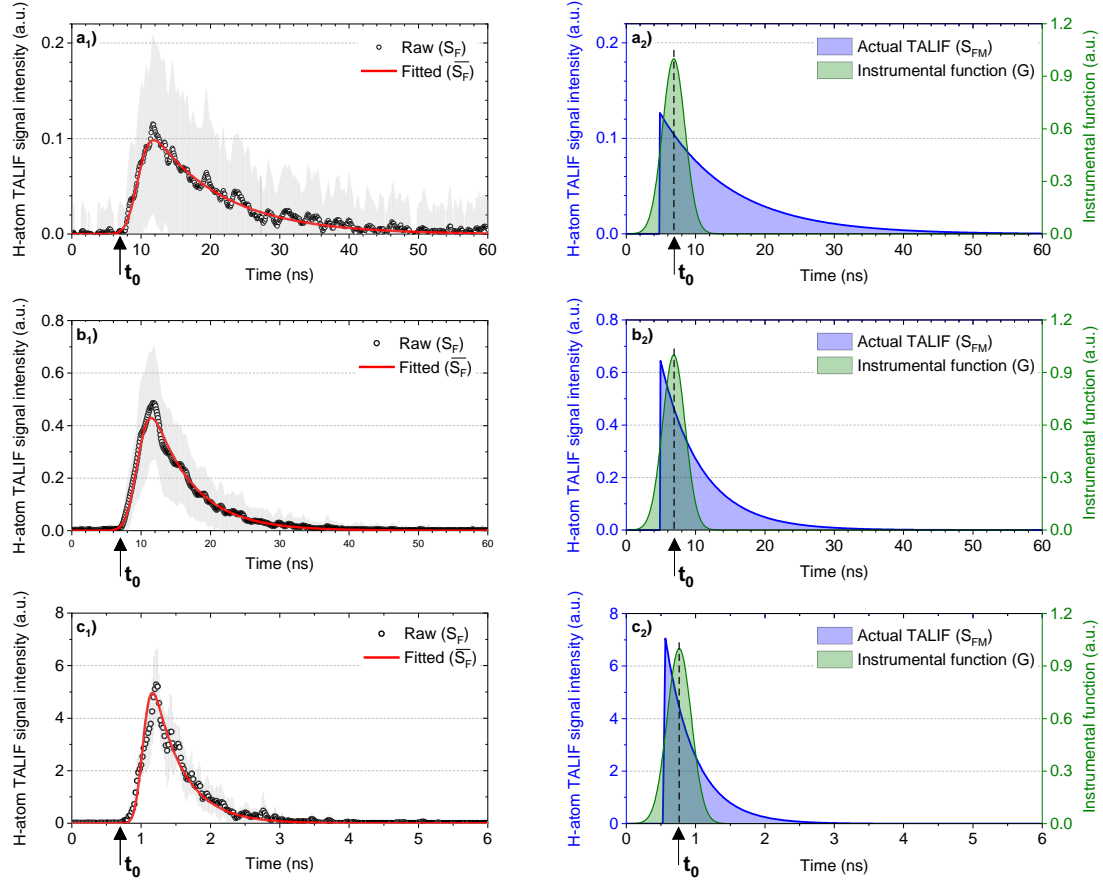 a1)
H-atom TALIF signal intensity (a.u.)
0.2
0.1
0.0
Raw (SF)
Fitted (S̅F̅)
0 10 20 30 40 50 60
t0
Time (ns)
a2)
H-atom TALIF signal intensity (a.u.)
0.2
0.1
0.0
Actual TALIF (SFM)
Instrumental function (G)
1.2
0.9
0.6
0.3
0.0
Instrumental function (a.u.)
0 10 20 30 40 50 60
t0
Time (ns)
b1)
H-atom TALIF signal intensity (a.u.)
0.8
0.6
0.4
0.2
0.0
Raw (SF)
Fitted (S̅F̅)
0 10 20 30 40 50 60
t0
Time (ns)
b2)
H-atom TALIF signal intensity (a.u.)
0.8
0.6
0.4
0.2
0.0
Actual TALIF (SFM)
Instrumental function (G)
1.2
0.9
0.6
0.3
0.0
Instrumental function (a.u.)
0 10 20 30 40 50 60
t0
Time (ns)
c1)
H-atom TALIF signal intensity (a.u.)
8
6
4
2
0
Raw (SF)
Fitted (S̅F̅)
0 1 2 3 4 5 6
t0
Time (ns)
c2)
H-atom TALIF signal intensity (a.u.)
8
7
6
5
4
3
2
1
0
Actual TALIF (SFM)
Instrumental function (G)
1.2
0.9
0.6
0.3
0.0
Instrumental function (a.u.)
0 1 2 3 4 5 6
t0
Time (ns)